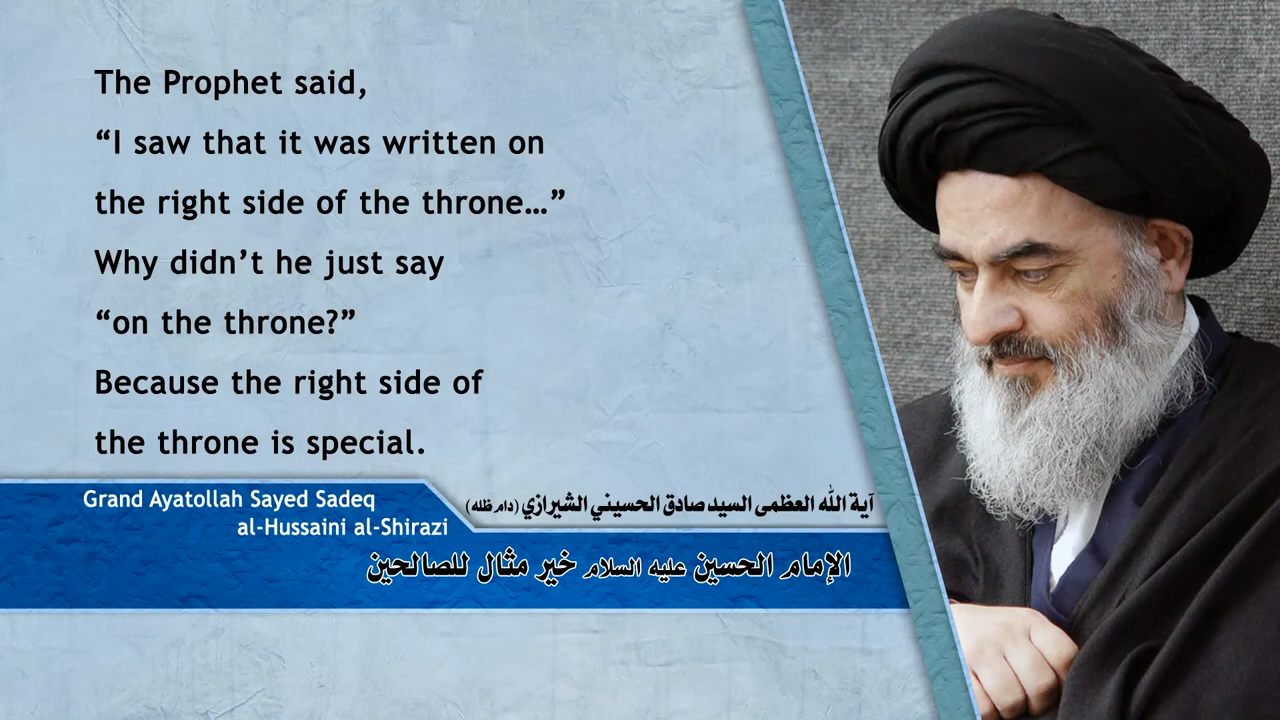 The Prophet said,
“I saw that it was written on
the right side of the throne...”
Why didn’t he just say
“on the throne?”
Because the right side of
the throne is special.
Grand Ayatollah Sayed Sadeq
al-Hussaini al-Shirazi
آية الله العظمى السيد صادق الحسيني الشيرازي (دام ظله)
الإمام الحسين عليه السلام خير مثال للصالحين